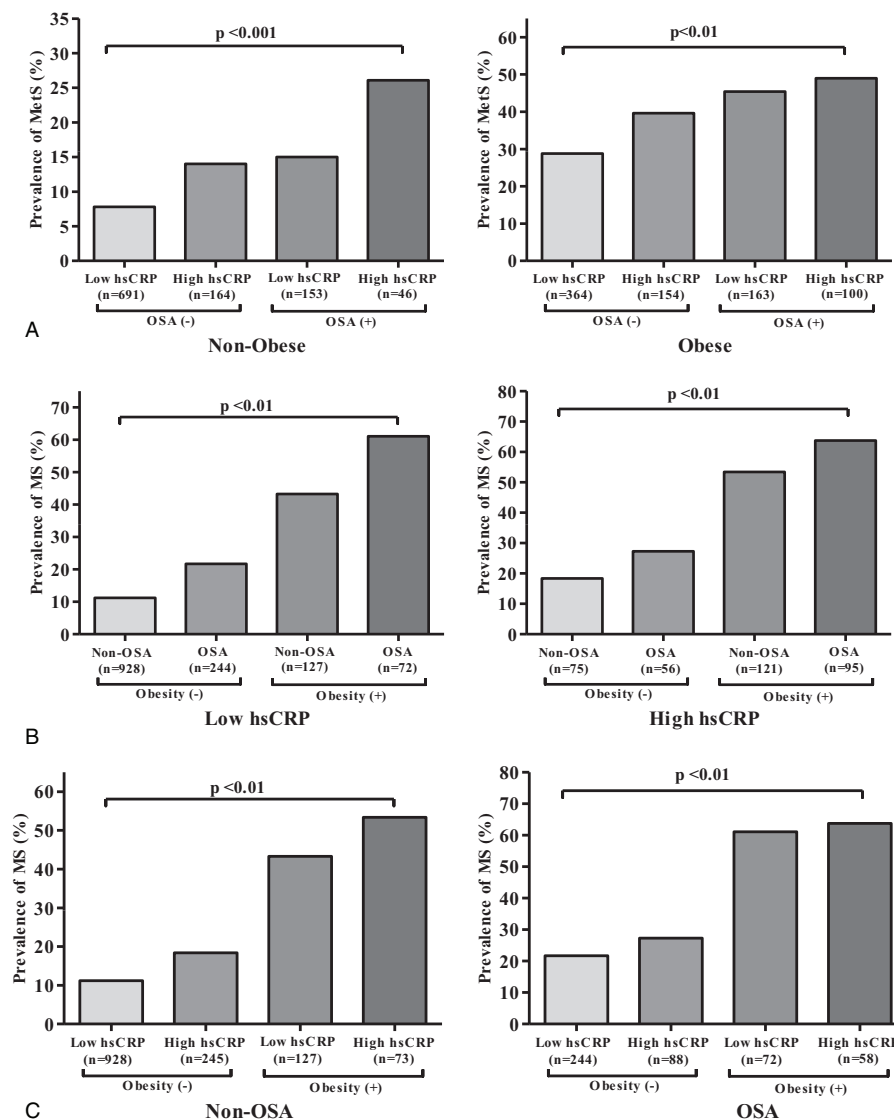 p <0.001
Prevalence of MetS (%)
35
30
25
20
15
10
5
0
Low hsCRP (n=691)
High hsCRP (n=164)
Low hsCRP (n=153)
High hsCRP (n=46)
OSA (-)
OSA (+)
A
Non-Obese
p<0.01
Prevalence of MetS (%)
60
50
40
30
20
10
0
Low hsCRP (n=364)
High hsCRP (n=154)
Low hsCRP (n=163)
High hsCRP (n=100)
OSA (-)
OSA (+)
Obese
p <0.01
Prevalence of MS (%)
70
60
50
40
30
20
10
0
Non-OSA (n=928)
OSA (n=244)
Non-OSA (n=127)
OSA (n=72)
Obesity (-)
Obesity (+)
B
Low hsCRP
p <0.01
Prevalence of MS (%)
80
70
60
50
40
30
20
10
0
Non-OSA (n=75)
OSA (n=56)
Non-OSA (n=121)
OSA (n=95)
Obesity (-)
Obesity (+)
High hsCRP
p <0.01
Prevalence of MS (%)
60
50
40
30
20
10
0
Low hsCRP (n=928)
High hsCRP (n=245)
Low hsCRP (n=127)
High hsCRP (n=73)
Obesity (-)
Obesity (+)
C
Non-OSA
p <0.01
Prevalence of MS (%)
80
70
60
50
40
30
20
10
0
Low hsCRP (n=244)
High hsCRP (n=88)
Low hsCRP (n=72)
High hsCRP (n=58)
Obesity (-)
Obesity (+)
OSA